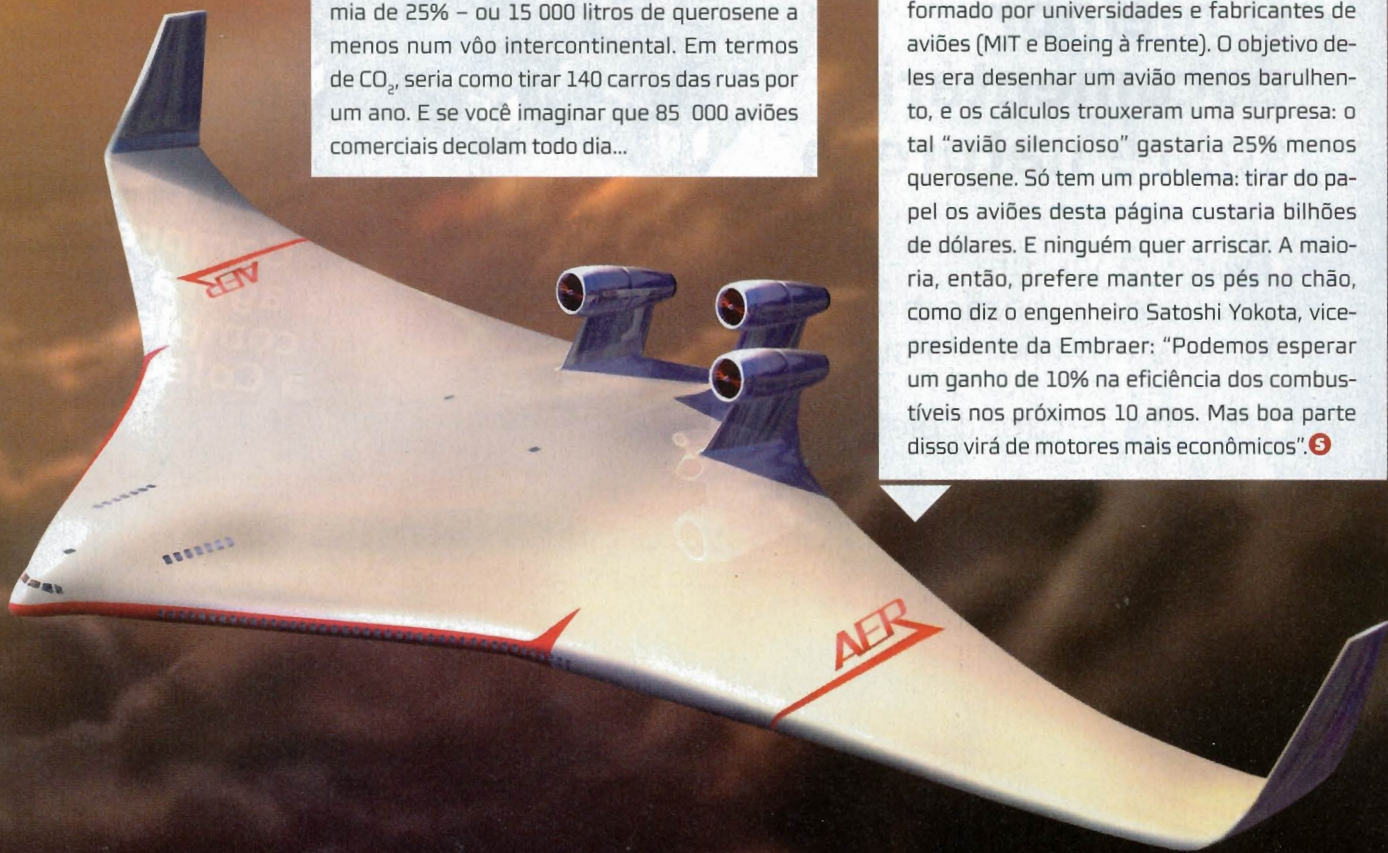 mia de 25% – ou 15 000 litros de querosene a
menos num vôo intercontinental. Em termos
de CO₂, seria como tirar 140 carros das ruas por
um ano. E se você imaginar que 85 000 aviões
comerciais decolam todo dia...
formado por universidades e fabricantes de
aviões (MIT e Boeing à frente). O objetivo de-
les era desenhar um avião menos barulhen-
to, e os cálculos trouxeram uma surpresa: o
tal “avião silencioso” gastaria 25% menos
querosene. Só tem um problema: tirar do pa-
pel os aviões desta página custaria bilhões
de dólares. E ninguém quer arriscar. A maio-
ria, então, prefere manter os pés no chão,
como diz o engenheiro Satoshi Yokota, vice-
presidente da Embraer: “Podemos esperar
um ganho de 10% na eficiência dos combus-
tíveis nos próximos 10 anos. Mas boa parte
disso virá de motores mais econômicos”. S
AER
AER